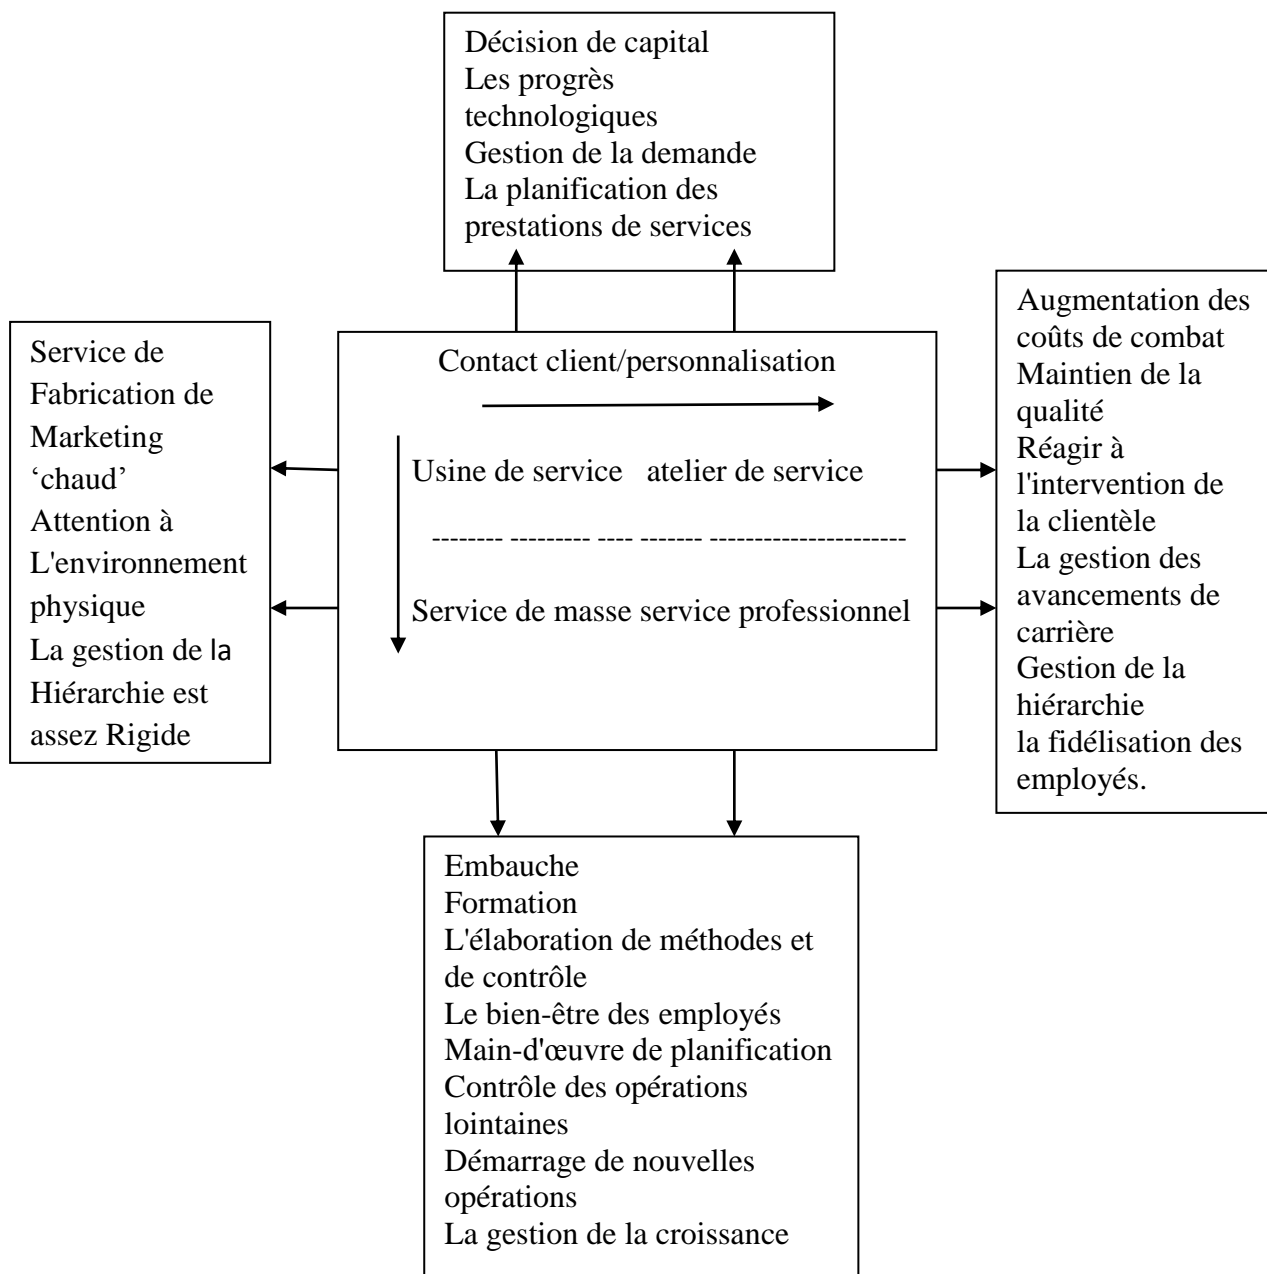 Décision de capital
Les progrès
technologiques
Gestion de la demande
La planification des
prestations de services
Service de
Fabrication de
Marketing
‘chaud’
Attention à
L'environnement
physique
La gestion de la
Hiérarchie est
assez Rigide
Contact client/personnalisation
Usine de service atelier de service
-------- --------- ---- ------- ----------------------
Service de masse service professionnel
Augmentation des
coûts de combat
Maintien de la
qualité
Réagir à
l'intervention de
la clientèle
La gestion des
avancements de
carrière
Gestion de la
hiérarchie
la fidélisation des
employés.
Embauche
Formation
L'élaboration de méthodes et
de contrôle
Le bien-être des employés
Main-d'œuvre de planification
Contrôle des opérations
lointaines
Démarrage de nouvelles
opérations
La gestion de la croissance